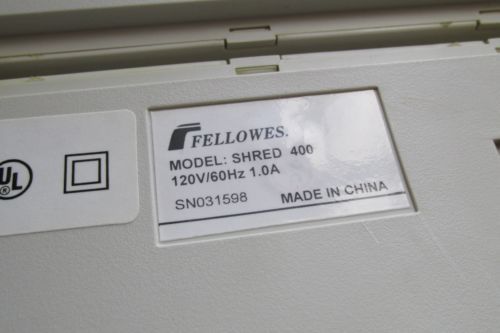 FELLOWES.
MODEL: SHRED 400
120V/60Hz 1.0A
SN031598 MADE IN CHINA
UL
®